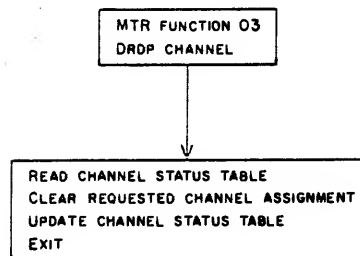 MTR FUNCTION 03
DROP CHANNEL
READ CHANNEL STATUS TABLE
CLEAR REQUESTED CHANNEL ASSIGNMENT
UPDATE CHANNEL STATUS TABLE
EXIT